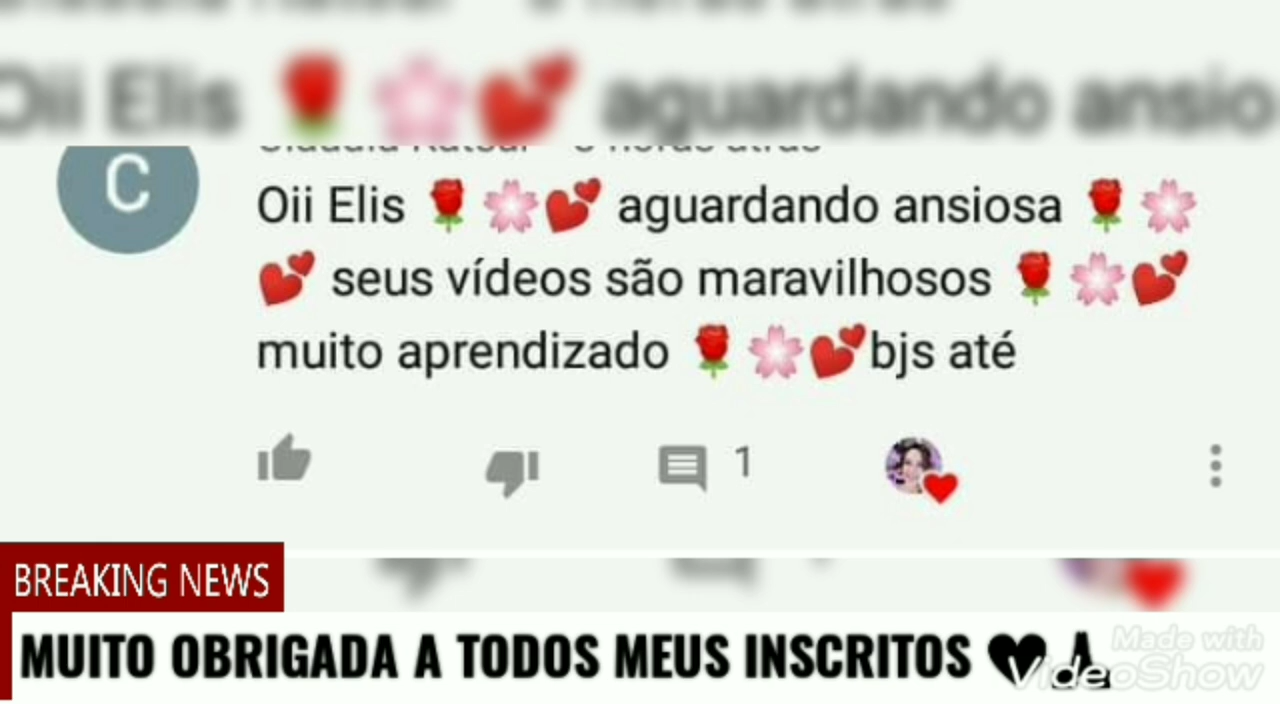 Oii Elis 🌹🌸💕 aguardando ansio
C
Oii Elis 🌹🌸💕 aguardando ansiosa 🌹🌸
💕 seus vídeos são maravilhosos 🌹🌸💕
muito aprendizado 🌹🌸💕bjs até
1
BREAKING NEWS
MUITO OBRIGADA A TODOS MEUS INSCRITOS 🖤🙏
Made with
VideoShow